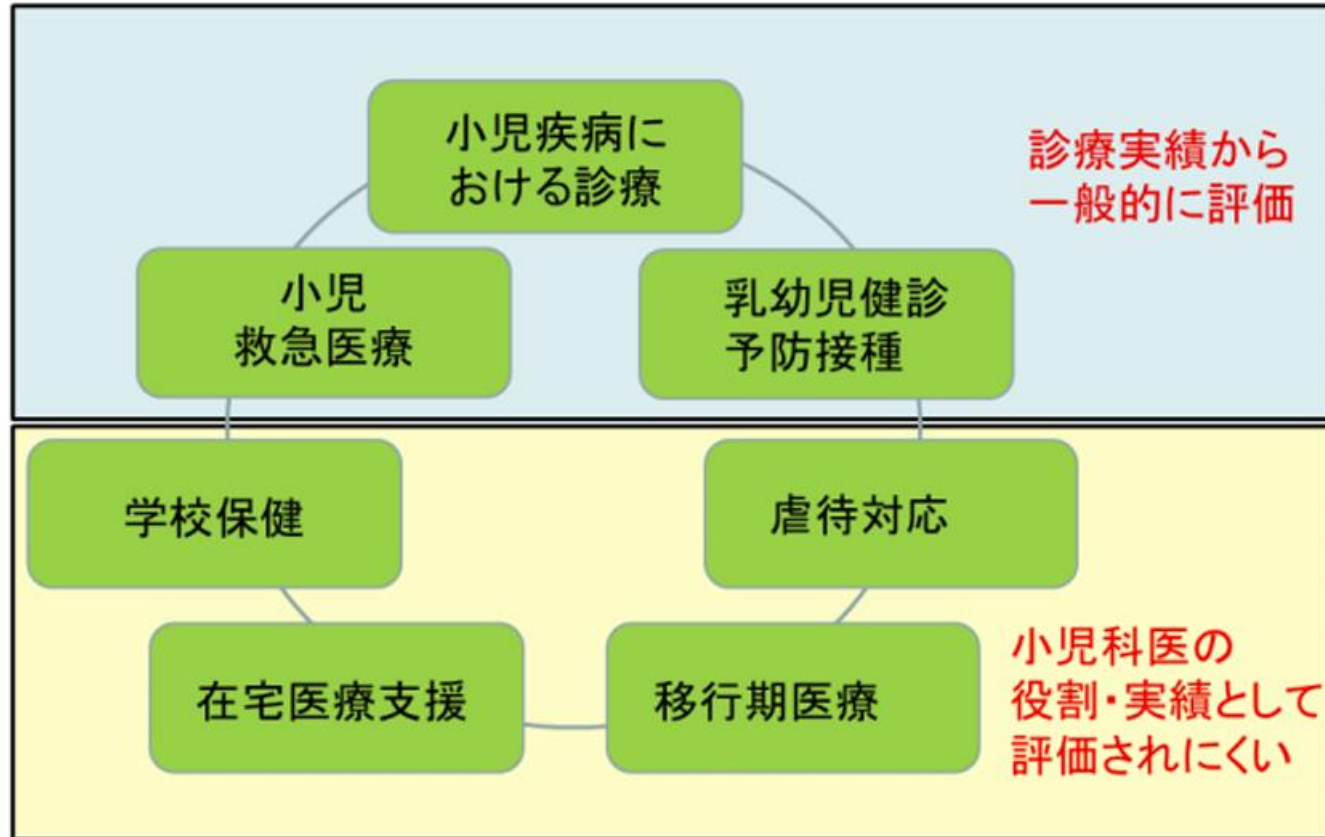 小児疾病に
おける診療
診療実績から
一般的に評価
小児
救急医療
乳幼児健診
予防接種
学校保健
虐待対応
在宅医療支援
移行期医療
小児科医の
役割・実績として
評価されにくい